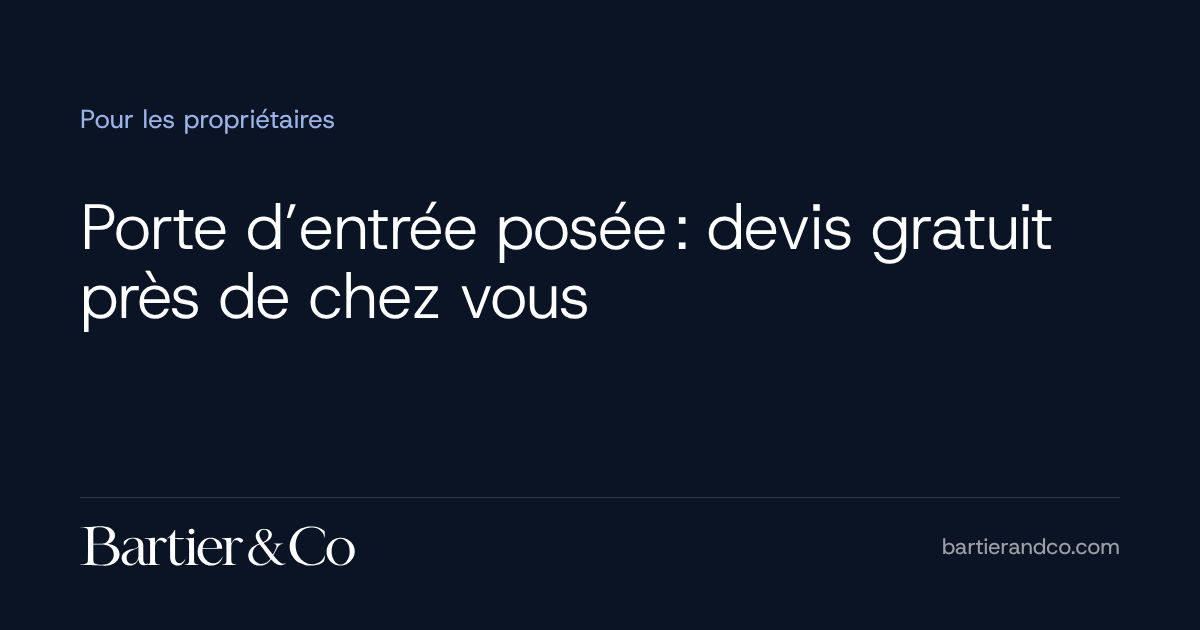 Pour les propriétaires
Porte d’entrée posée : devis gratuit
près de chez vous
Bartier & Co
bartierandco.com